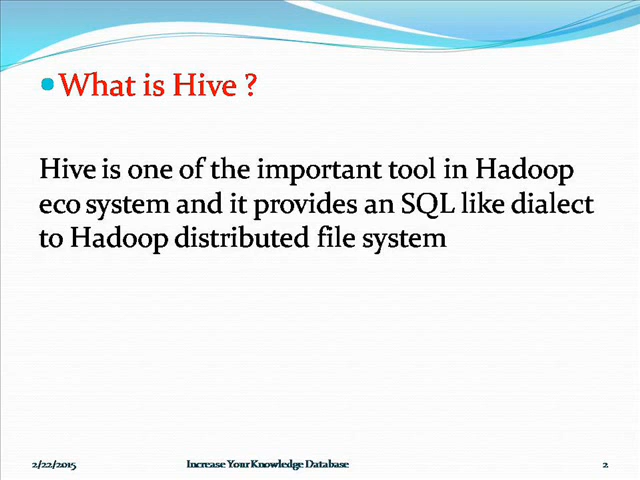 What is Hive ?
Hive is one of the important tool in Hadoop
eco system and it provides an SQL like dialect
to Hadoop distributed file system
2/22/2015 Increase Your Knowledge Database 2